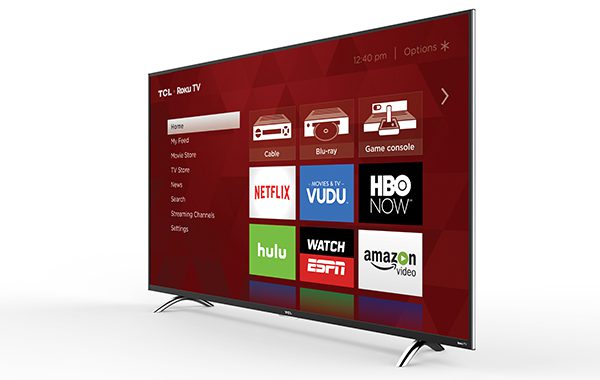 12:40 pm | Options
TCL · Roku TV
Home
My Feed
Movie Store
TV Store
News
Search
Streaming Channels
Settings
Cable
Blu-ray
Game console
NETFLIX
MOVIES & TV
VUDU
HBO
NOW
hulu
WATCH
ESPN
amazon
video
TCL